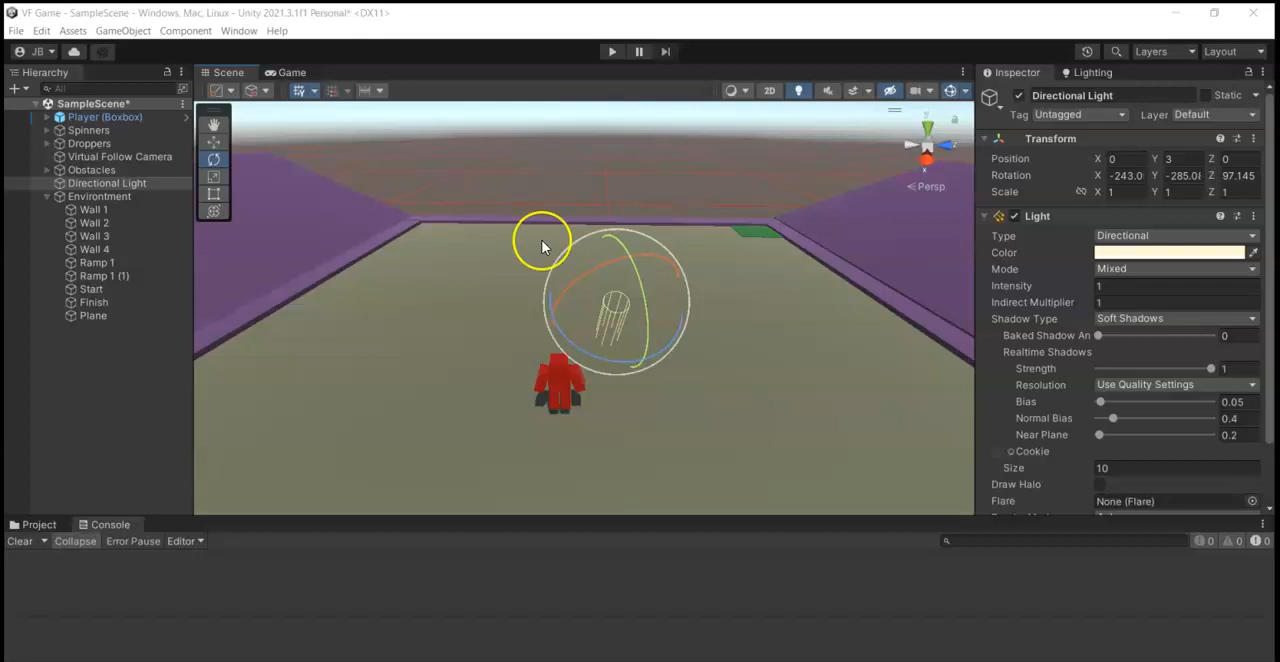 VF Game - SampleScene - Windows, Mac, Linux - Unity 2021.3.1f1 Personal* <DX11>
File Edit Assets GameObject Component Window Help
JB Layers Layout
Hierarchy Scene Game Inspector Lighting
All 2D
SampleScene*
Player (Boxbox)
Spinners
Droppers
Virtual Follow Camera
Obstacles
Directional Light
Environtment
Wall 1
Wall 2
Wall 3
Wall 4
Ramp 1
Ramp 1 (1)
Start
Finish
Plane
y
z
x
Persp
Directional Light Static
Tag Untagged Layer Default
Transform
Position X 0 Y 3 Z 0
Rotation X -243.0 Y -285.0 Z 97.145
Scale X 1 Y 1 Z 1
Light
Type Directional
Color
Mode Mixed
Intensity 1
Indirect Multiplier 1
Shadow Type Soft Shadows
Baked Shadow An 0
Realtime Shadows
Strength 1
Resolution Use Quality Settings
Bias 0.05
Normal Bias 0.4
Near Plane 0.2
Cookie
Size 10
Draw Halo
Flare None (Flare)
Project Console
Clear Collapse Error Pause Editor 0 0 0